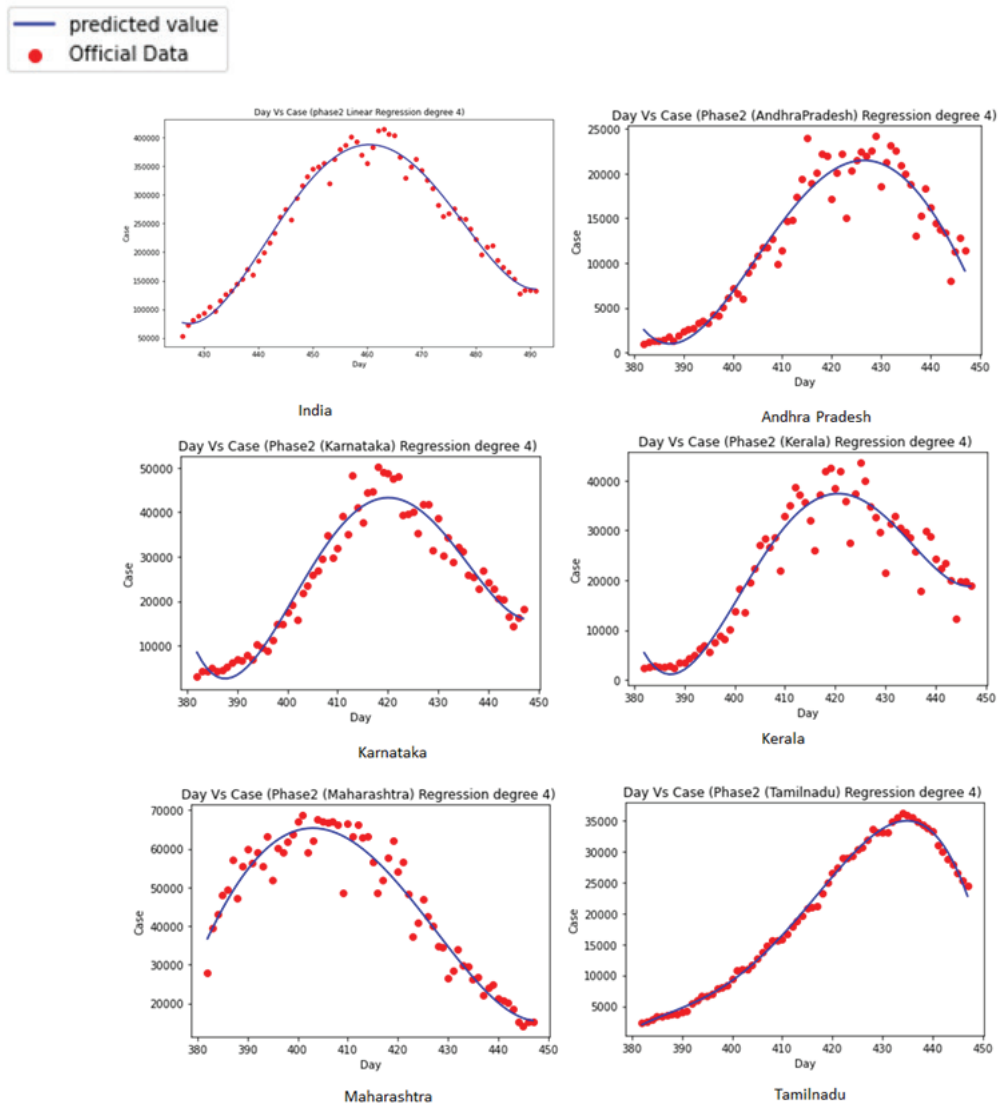 predicted value
Official Data
Day Vs Case (phase2 Linear Regression degree 4)
400000
350000
300000
250000
200000
150000
100000
50000
Case
430 440 450 460 470 480 490
Day
India
Day Vs Case (Phase2 (AndhraPradesh) Regression degree 4)
25000
20000
15000
10000
5000
0
Case
380 390 400 410 420 430 440 450
Day
Andhra Pradesh
Day Vs Case (Phase2 (Karnataka) Regression degree 4)
50000
40000
30000
20000
10000
Case
380 390 400 410 420 430 440 450
Day
Karnataka
Day Vs Case (Phase2 (Kerala) Regression degree 4)
40000
30000
20000
10000
0
Case
380 390 400 410 420 430 440 450
Day
Kerala
Day Vs Case (Phase2 (Maharashtra) Regression degree 4)
70000
60000
50000
40000
30000
20000
Case
380 390 400 410 420 430 440 450
Day
Maharashtra
Day Vs Case (Phase2 (Tamilnadu) Regression degree 4)
35000
30000
25000
20000
15000
10000
5000
Case
380 390 400 410 420 430 440 450
Day
Tamilnadu